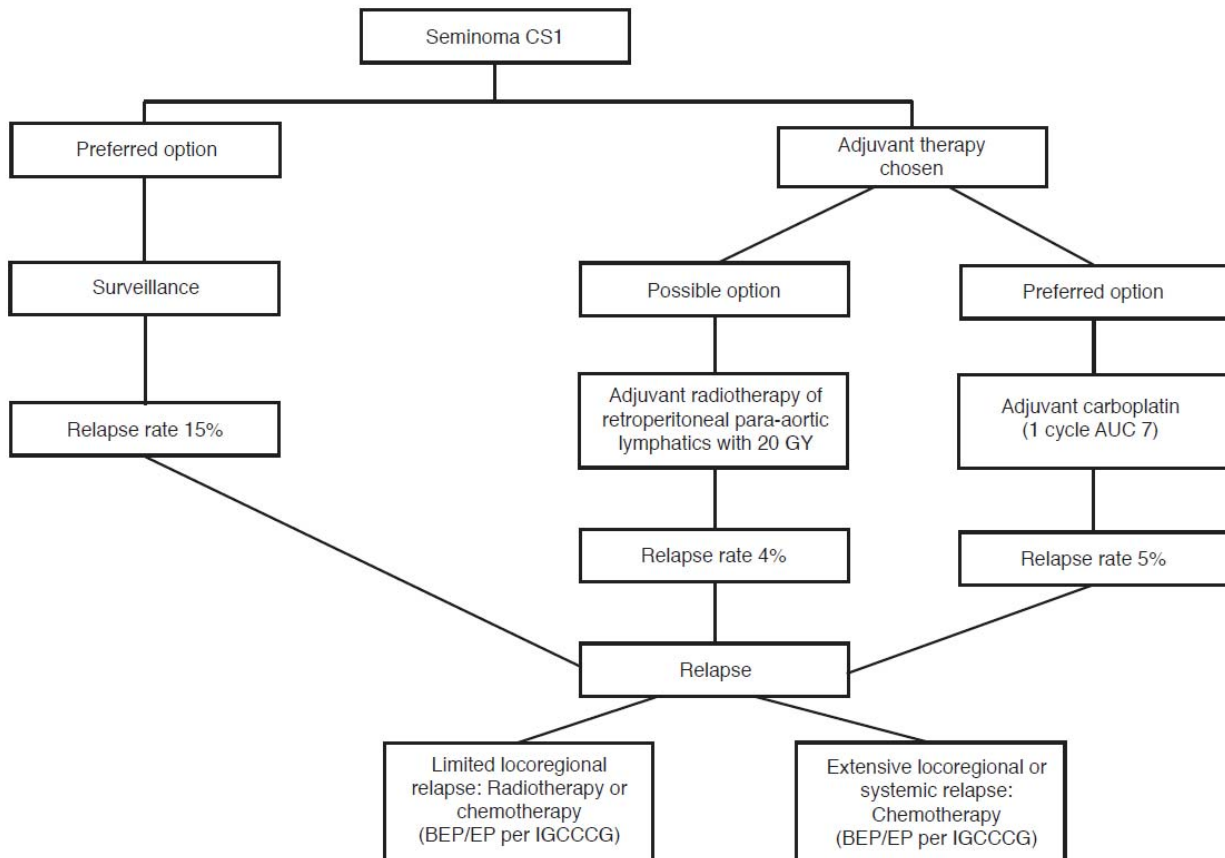 Seminoma CS1
Preferred option
Adjuvant therapy
chosen
Surveillance
Possible option
Preferred option
Relapse rate 15%
Adjuvant radiotherapy of
retroperitoneal para-aortic
lymphatics with 20 GY
Adjuvant carboplatin
(1 cycle AUC 7)
Relapse rate 4%
Relapse rate 5%
Relapse
Limited locoregional
relapse: Radiotherapy or
chemotherapy
(BEP/EP per IGCCCG)
Extensive locoregional or
systemic relapse:
Chemotherapy
(BEP/EP per IGCCCG)